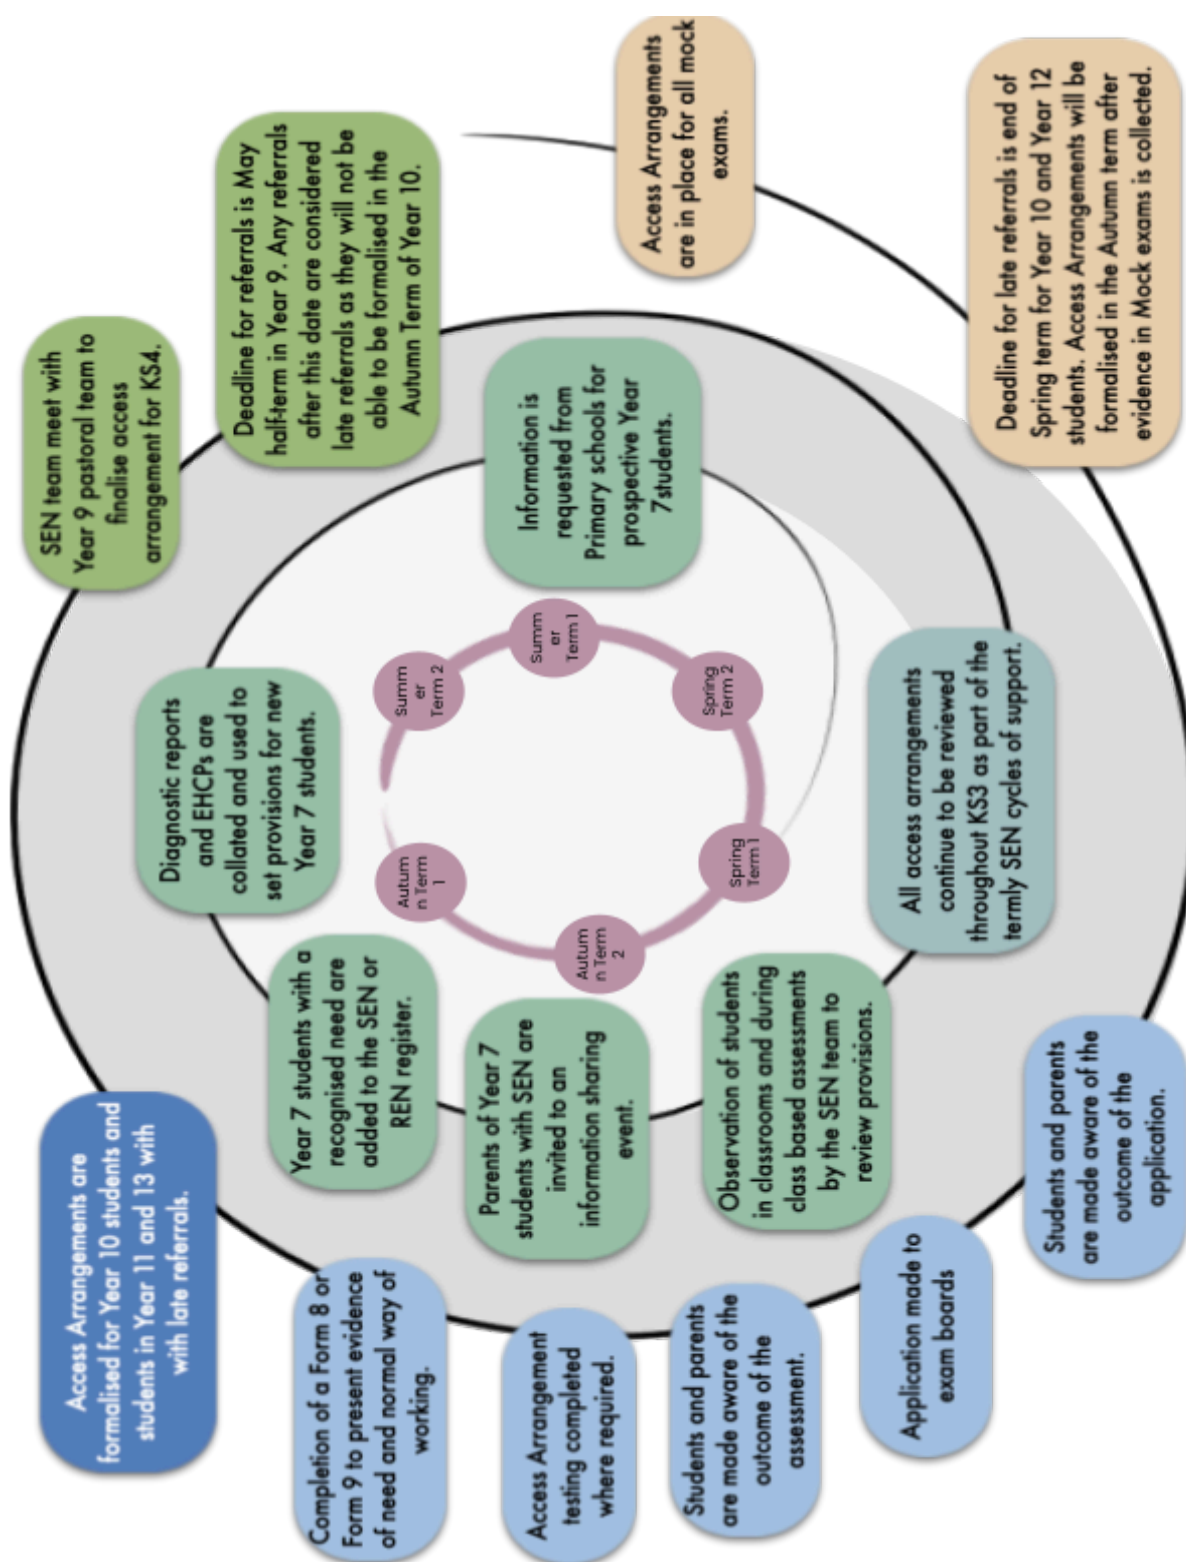 Access Arrangements are
formalised for Year 10 students and
students in Year 11 and 13 with
with late referrals.
SEN team meet with
Year 9 pastoral team to
finalise access
arrangement for KS4.
Diagnostic reports
and EHCPs are
collated and used to
set provisions for new
Year 7 students.
Deadline for referrals is May
half-term in Year 9. Any referrals
after this date are considered
late referrals as they will not be
able to be formalised in the
Autumn Term of Year 10.
Completion of a Form 8 or
Form 9 to present evidence
of need and normal way of
working.
Year 7 students with a
recognised need are
added to the SEN or
REN register.
Autum
n Term
1
Summ
er
Term 2
Access Arrangement
testing completed
where required.
Parents of Year 7
students with SEN are
invited to an
information sharing
event.
Autum
n Term
2
Summ
er
Term 1
Information is
requested from
Primary schools for
prospective Year
7students.
Access Arrangements
are in place for all mock
exams.
Students and parents
are made aware of the
outcome of the
assessment.
Observation of students
in classrooms and during
class based assessments
by the SEN team to
review provisions.
Spring
Term 1
Spring
Term 2
Application made to
exam boards
All access arrangements
continue to be reviewed
throughout KS3 as part of the
termly SEN cycles of support.
Students and parents
are made aware of the
outcome of the
application.
Deadline for late referrals is end of
Spring term for Year 10 and Year 12
students. Access Arrangements will be
formalised in the Autumn term after
evidence in Mock exams is collected.